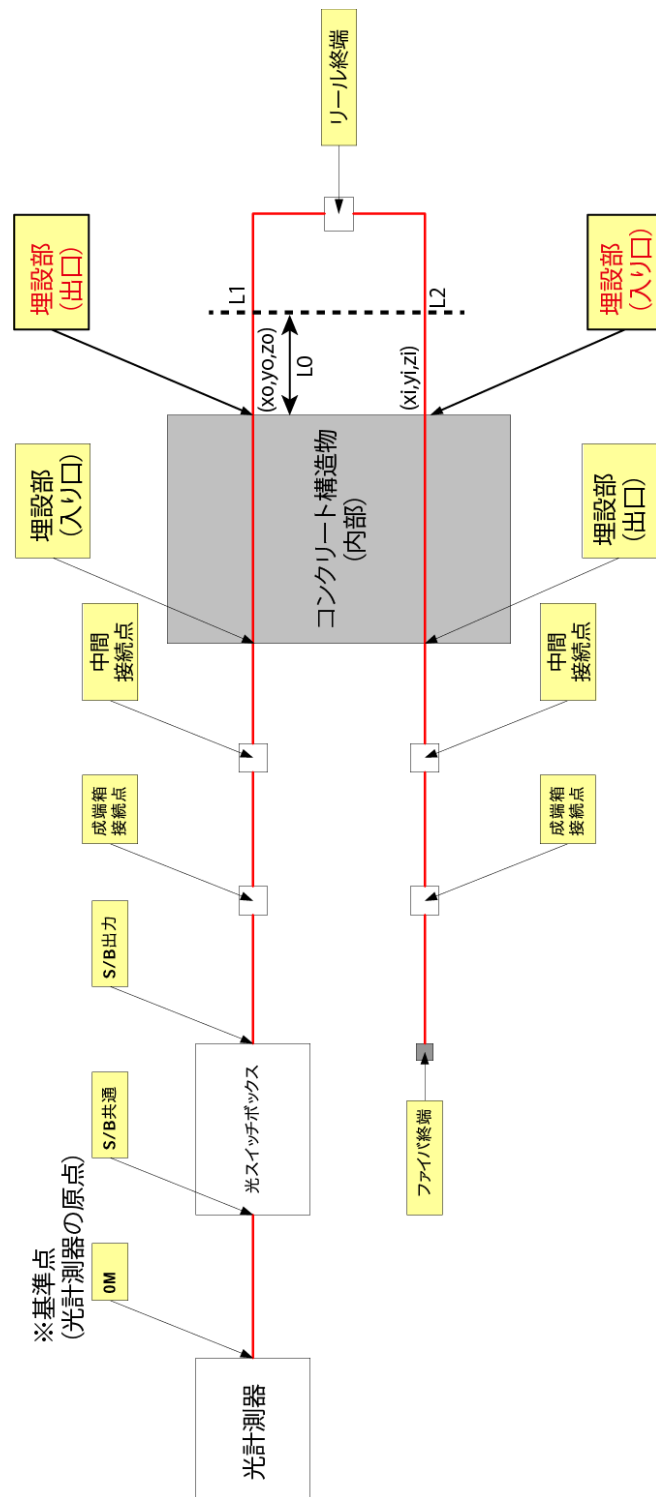 ※基準点
(光計測器の原点)
0M
S/B共通
S/B出力
成端箱
接続点
中間
接続点
埋設部
(入り口)
埋設部
(出口)
光計測器
光スイッチボックス
コンクリート構造物
(内部)
L1
(xo,yo,zo)
L0
リール終端
L2
(xi,yi,zi)
ファイバ終端
成端箱
接続点
中間
接続点
埋設部
(出口)
埋設部
(入り口)